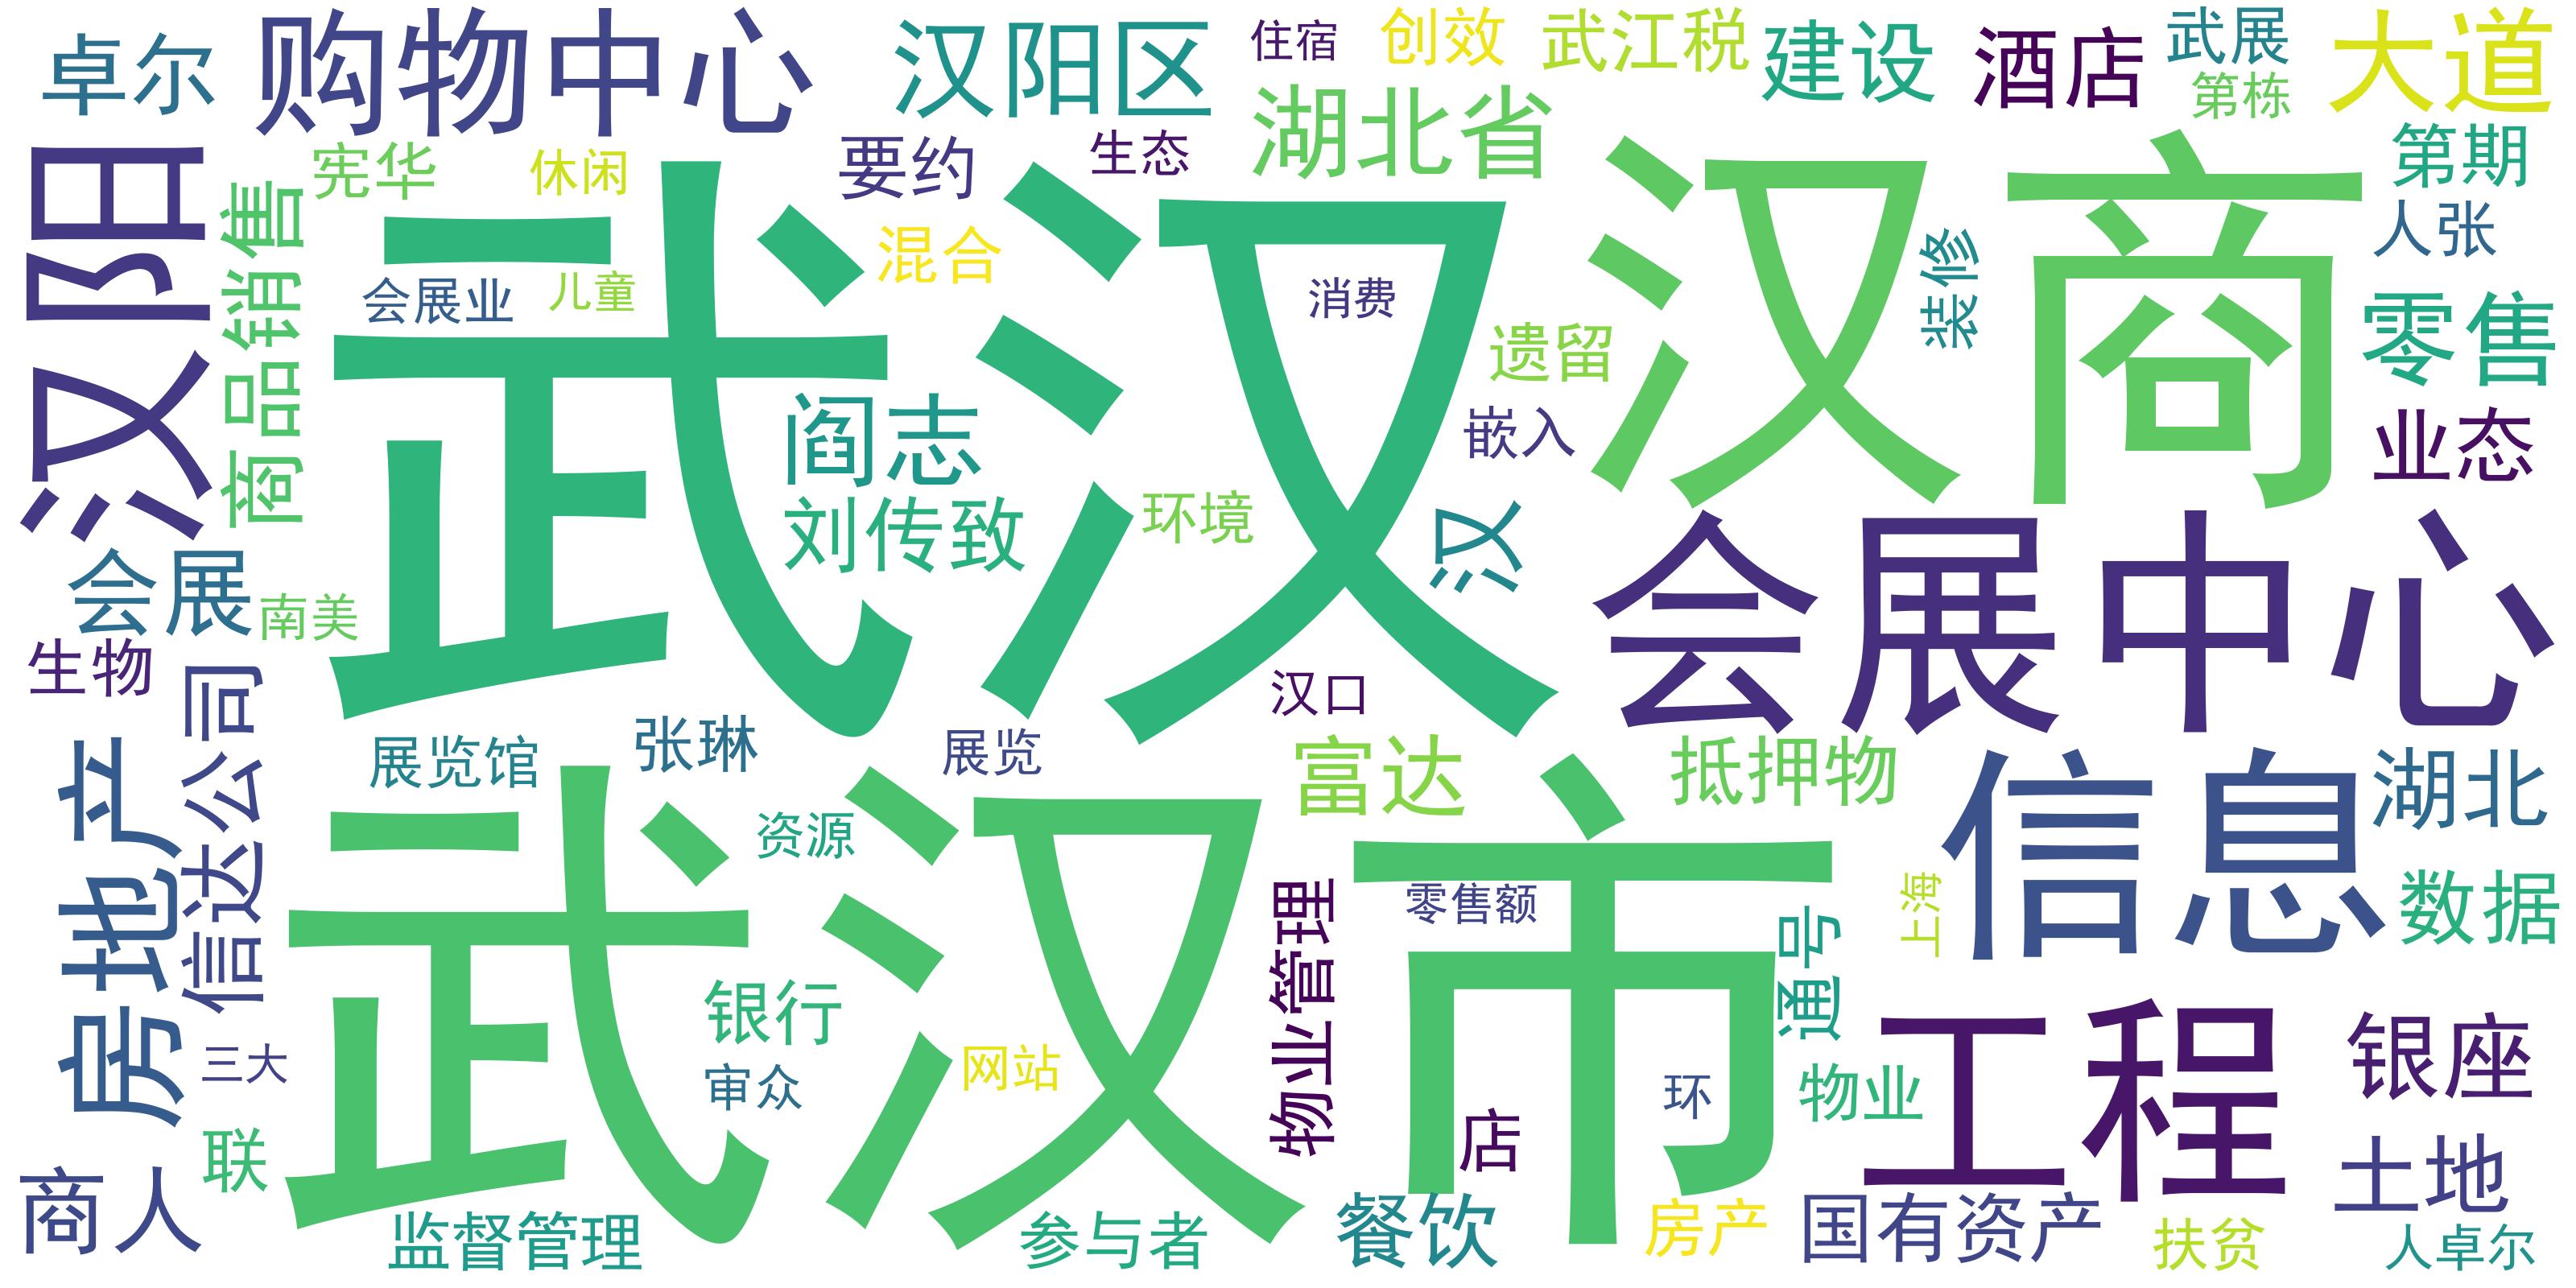 卓尔
购物中心
汉阳区
住宿
创效
武江税
建设
酒店
武展
大道
第栋
湖北省
宪华
休闲
要约
生态
汉阳
商品销售
武汉
汉商
第期
人张
混合
会展业
儿童
消费
装修
遗留
零售
阎志
嵌入
业态
刘传致
环境
汉
会展中心
会展
南美
生物
汉口
信达公司
房地产
展览馆
张琳
展览
富达
抵押物
信息
湖北
武汉市
资源
零售额
物业管理
通号
上海
数据
银行
工程
银座
三大
审众
网站
环
物业
联
店
土地
商人
监督管理
参与者
餐饮
房产
国有资产
扶贫
人卓尔